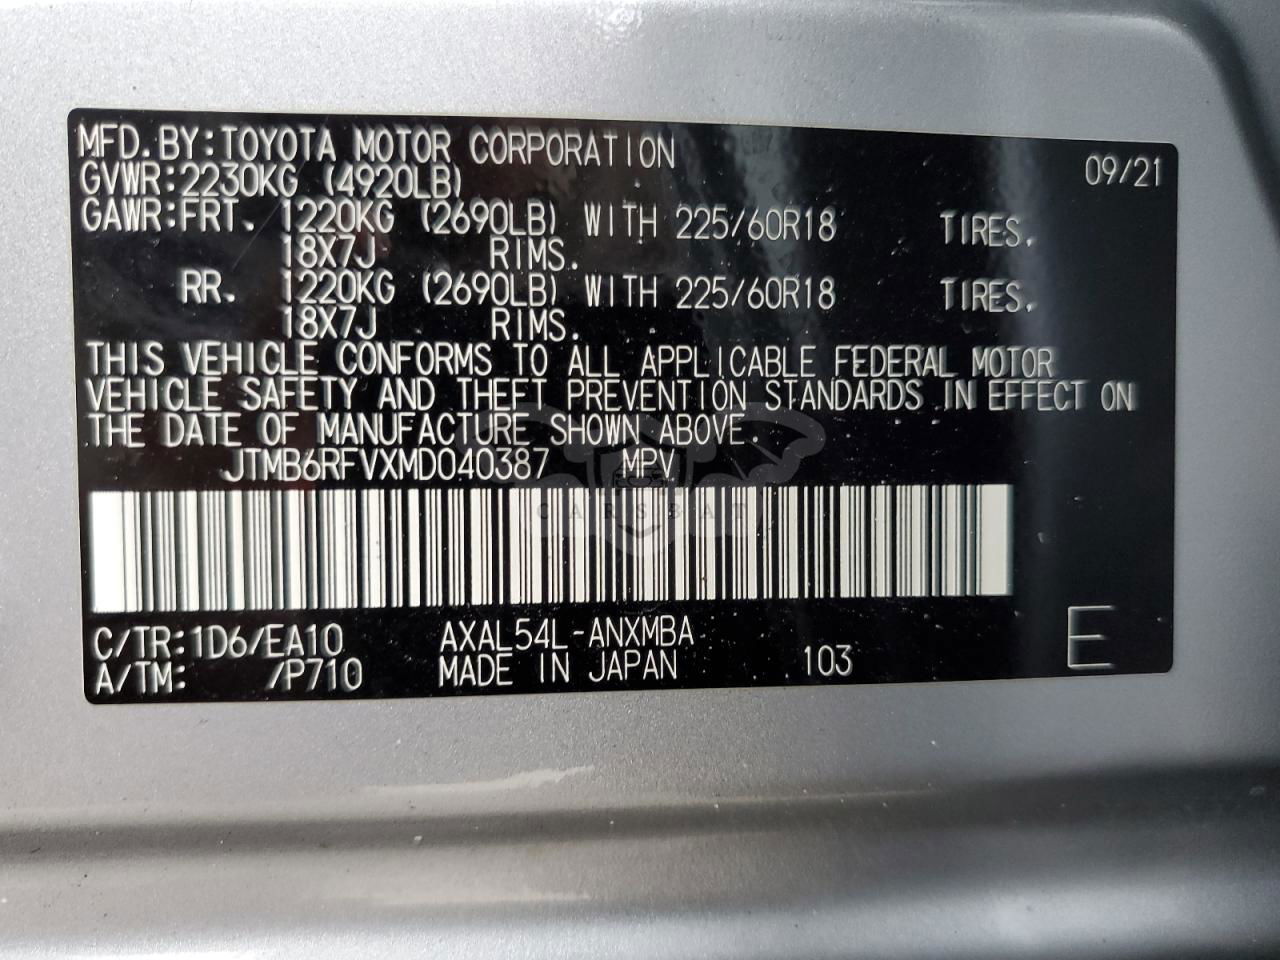 MFD.BY:TOYOTA MOTOR CORPORATION 09/21
GVWR:2230KG (4920LB)
GAWR:FRT. 1220KG (2690LB) WITH 225/60R18 TIRES.
18X7J RIMS.
RR. 1220KG (2690LB) WITH 225/60R18 TIRES.
18X7J RIMS.
THIS VEHICLE CONFORMS TO ALL APPLICABLE FEDERAL MOTOR
VEHICLE SAFETY AND THEFT PREVENTION STANDARDS IN EFFECT ON
THE DATE OF MANUFACTURE SHOWN ABOVE.
JTMB6RFVXMD040387 MPV
CARSBAT
C/TR:1D6/EA10 AXAL54L-ANXMBA E
A/TM: /P710 MADE IN JAPAN 103